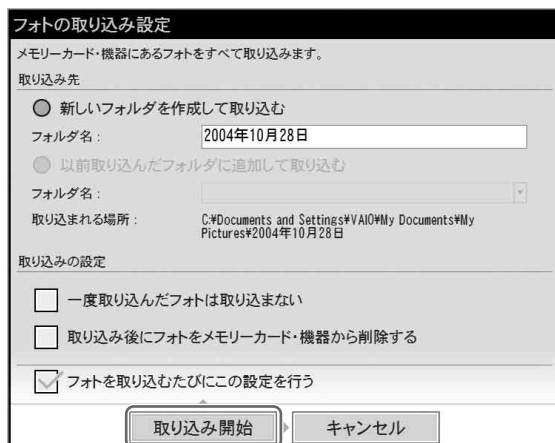 フォトの取り込み設定
メモリーカード・機器にあるフォトをすべて取り込みます。
取り込み先
新しいフォルダを作成して取り込む
フォルダ名：
2004年10月28日
以前取り込んだフォルダに追加して取り込む
フォルダ名：
取り込まれる場所：
C:¥Documents and Settings¥VAIO¥My Documents¥My
Pictures¥2004年10月28日
取り込みの設定
一度取り込んだフォトは取り込まない
取り込み後にフォトをメモリーカード・機器から削除する
フォトを取り込むたびにこの設定を行う
取り込み開始
キャンセル